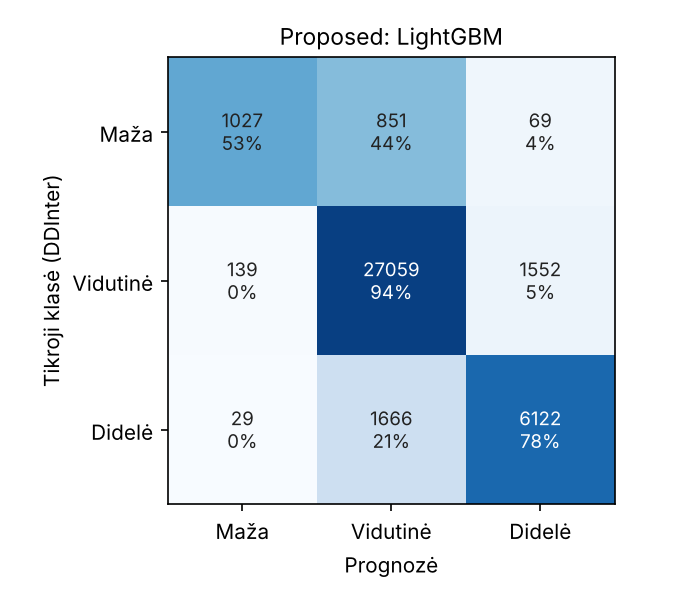 Proposed: LightGBM
Tikroji klasė (DDInter)
Maža
1027
53%
851
44%
69
4%
Vidutinė
139
0%
27059
94%
1552
5%
Didelė
29
0%
1666
21%
6122
78%
Maža
Vidutinė
Didelė
Prognozė